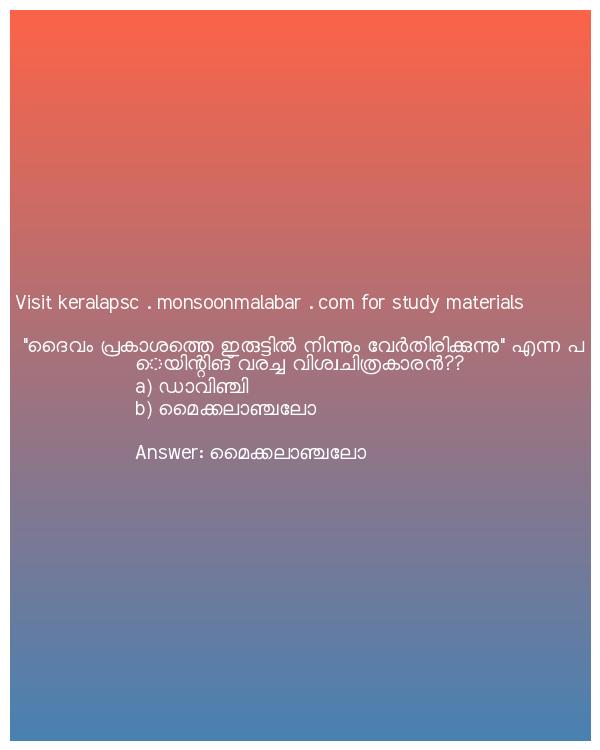 Visit keralapsc . monsoonmalabar . com for study materials
"ദൈവം പ്രകാശത്തെ ഇരുട്ടിൽ നിന്നും വേർതിരിക്കുന്നു" എന്ന പ
െയിന്റിങ് വരച്ച വിശ്വചിത്രകാരൻ??
a) ഡാവിഞ്ചി
b) മൈക്കലാഞ്ചലോ
Answer: മൈക്കലാഞ്ചലോ